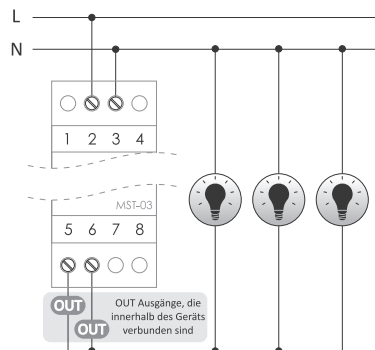 L
N
1 2 3 4
MST-03
5 6 7 8
OUT
OUT
OUT Ausgänge, die
innerhalb des Geräts
verbunden sind